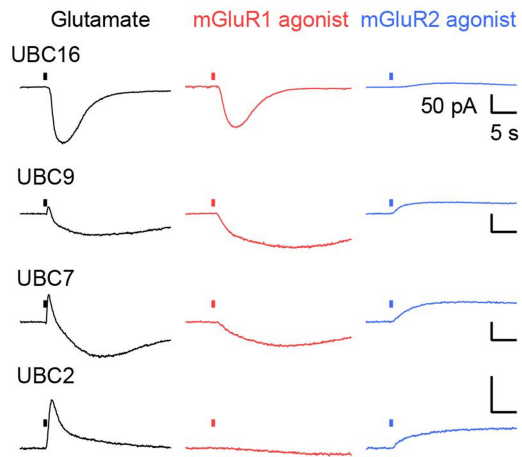 Glutamate mGluR1 agonist mGluR2 agonist
UBC16
50 pA
5 s
UBC9
UBC7
UBC2